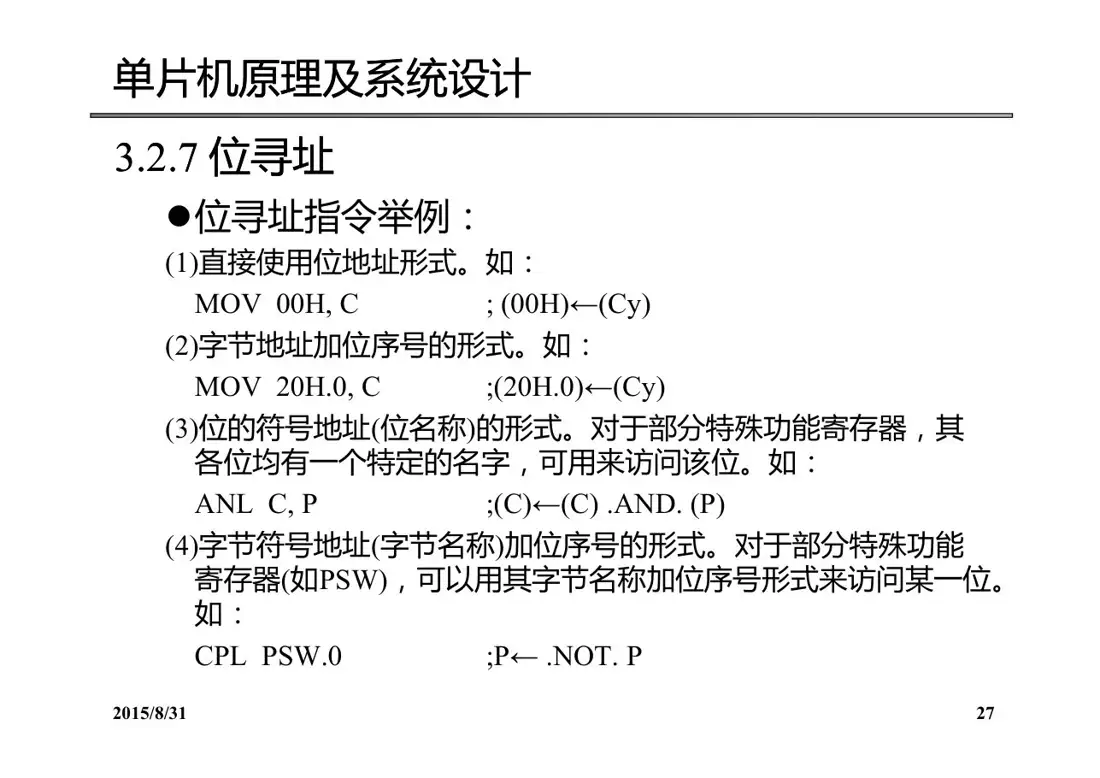 单片机原理及系统设计
3.2.7 位寻址
●位寻址指令举例：
(1)直接使用位地址形式。如：
MOV 00H, C ; (00H)←(Cy)
(2)字节地址加位序号的形式。如：
MOV 20H.0, C ;(20H.0)←(Cy)
(3)位的符号地址(位名称)的形式。对于部分特殊功能寄存器，其
各位均有一个特定的名字，可用来访问该位。如：
ANL C, P ;(C)←(C) .AND. (P)
(4)字节符号地址(字节名称)加位序号的形式。对于部分特殊功能
寄存器(如PSW)，可以用其字节名称加位序号形式来访问某一位。
如：
CPL PSW.0 ;P← .NOT. P
2015/8/31 27